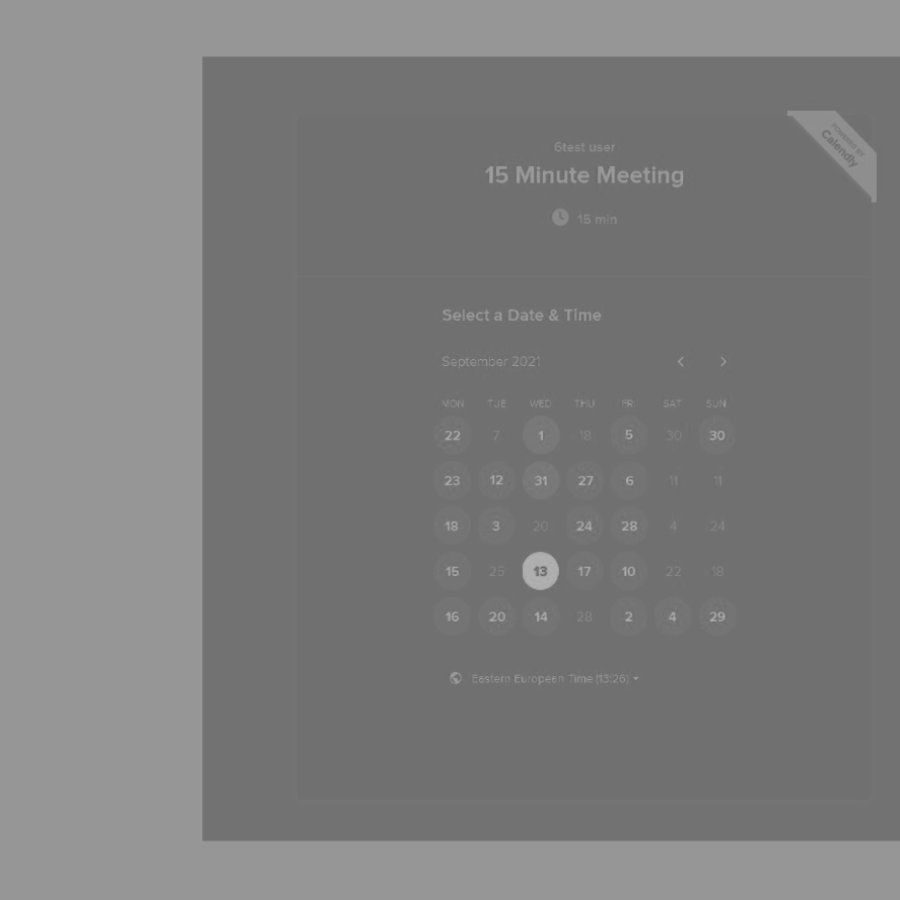 POWERED BY
Calendly
6test user
15 Minute Meeting
15 min
Select a Date & Time
September 2021
MON TUE WED THU FRI SAT SUN
22 7 1 18 5 30 30
23 12 31 27 6 11 11
18 3 20 24 28 4 24
15 25 13 17 10 22 18
16 20 14 28 2 4 29
Eastern European Time (13:26)